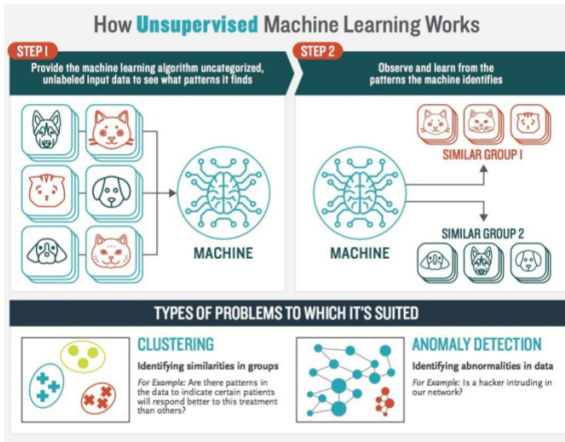 How Unsupervised Machine Learning Works
STEP 1
Provide the machine learning algorithm uncategorized,
unlabeled input data to see what patterns it finds
STEP 2
Observe and learn from the
patterns the machine identifies
MACHINE
MACHINE
SIMILAR GROUP 1
SIMILAR GROUP 2
TYPES OF PROBLEMS TO WHICH IT'S SUITED
CLUSTERING
Identifying similarities in groups
For Example: Are there patterns in
the data to indicate certain patients
will respond better to this treatment
than others?
ANOMALY DETECTION
Identifying abnormalities in data
For Example: Is a hacker intruding in
our network?